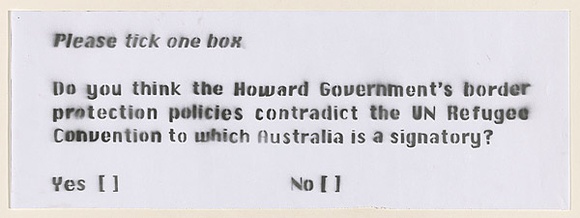 Please tick one box
Do you think the Howard Government's border
protection policies contradict the UN Refugee
Convention to which Australia is a signatory?
Yes [ ] No [ ]